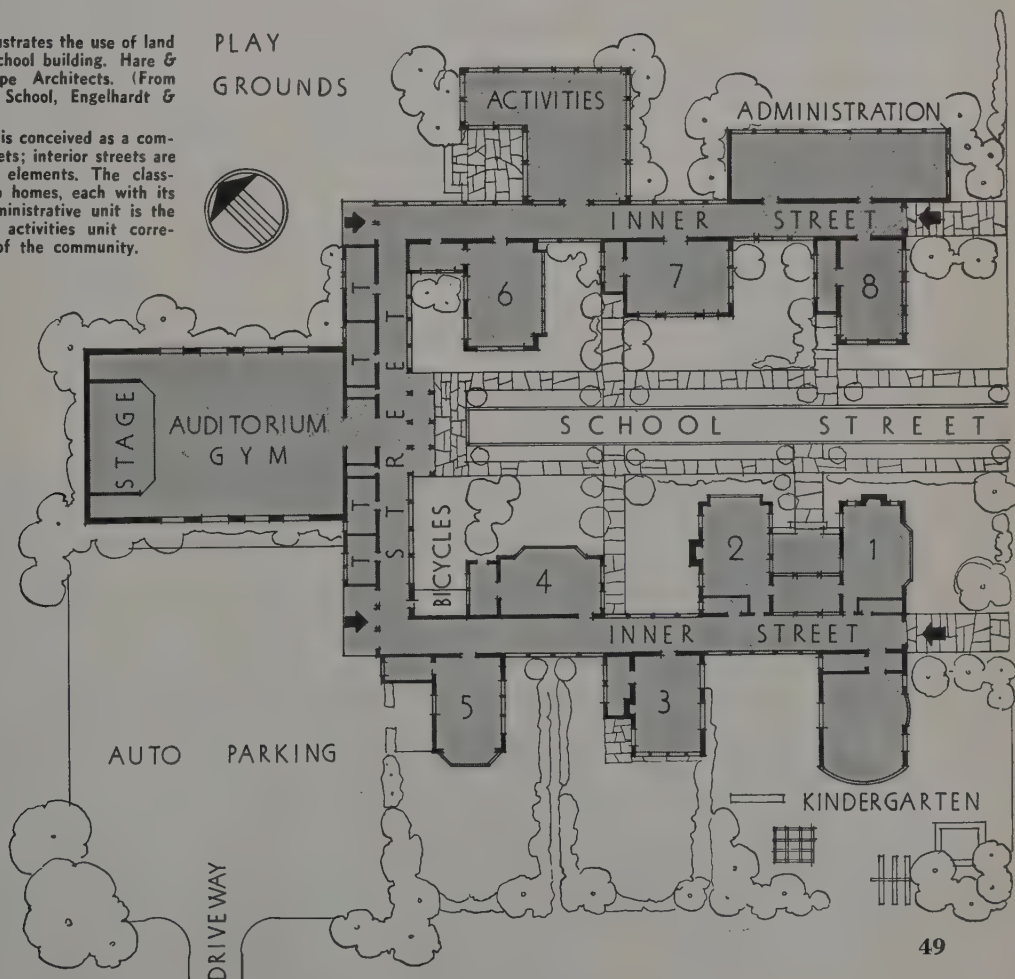 strates the use of land
chool building. Hare &
pe Architects. (From
School, Engelhardt &
is conceived as a com-
ets; interior streets are
elements. The class-
homes, each with its
ministrative unit is the
activities unit corre-
of the community.
PLAY
GROUNDS
ACTIVITIES
ADMINISTRATION
INNER STREET
6
7
8
T
T
T
T
STREET
STAGE
AUDITORIUM
GYM
SCHOOL STREET
BICYCLES
4
2
1
INNER STREET
5
3
AUTO PARKING
KINDERGARTEN
DRIVEWAY
49